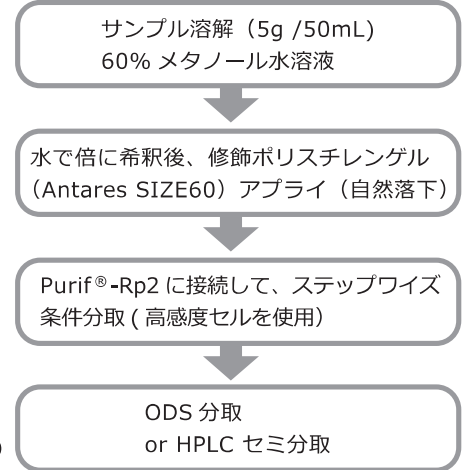 サンプル溶解（5g /50mL)
60% メタノール水溶液
水で倍に希釈後、修飾ポリスチレンゲル
（Antares SIZE60）アプライ（自然落下）
Purif®-Rp2 に接続して、ステップワイズ
条件分取 ( 高感度セルを使用）
ODS 分取
or HPLC セミ分取